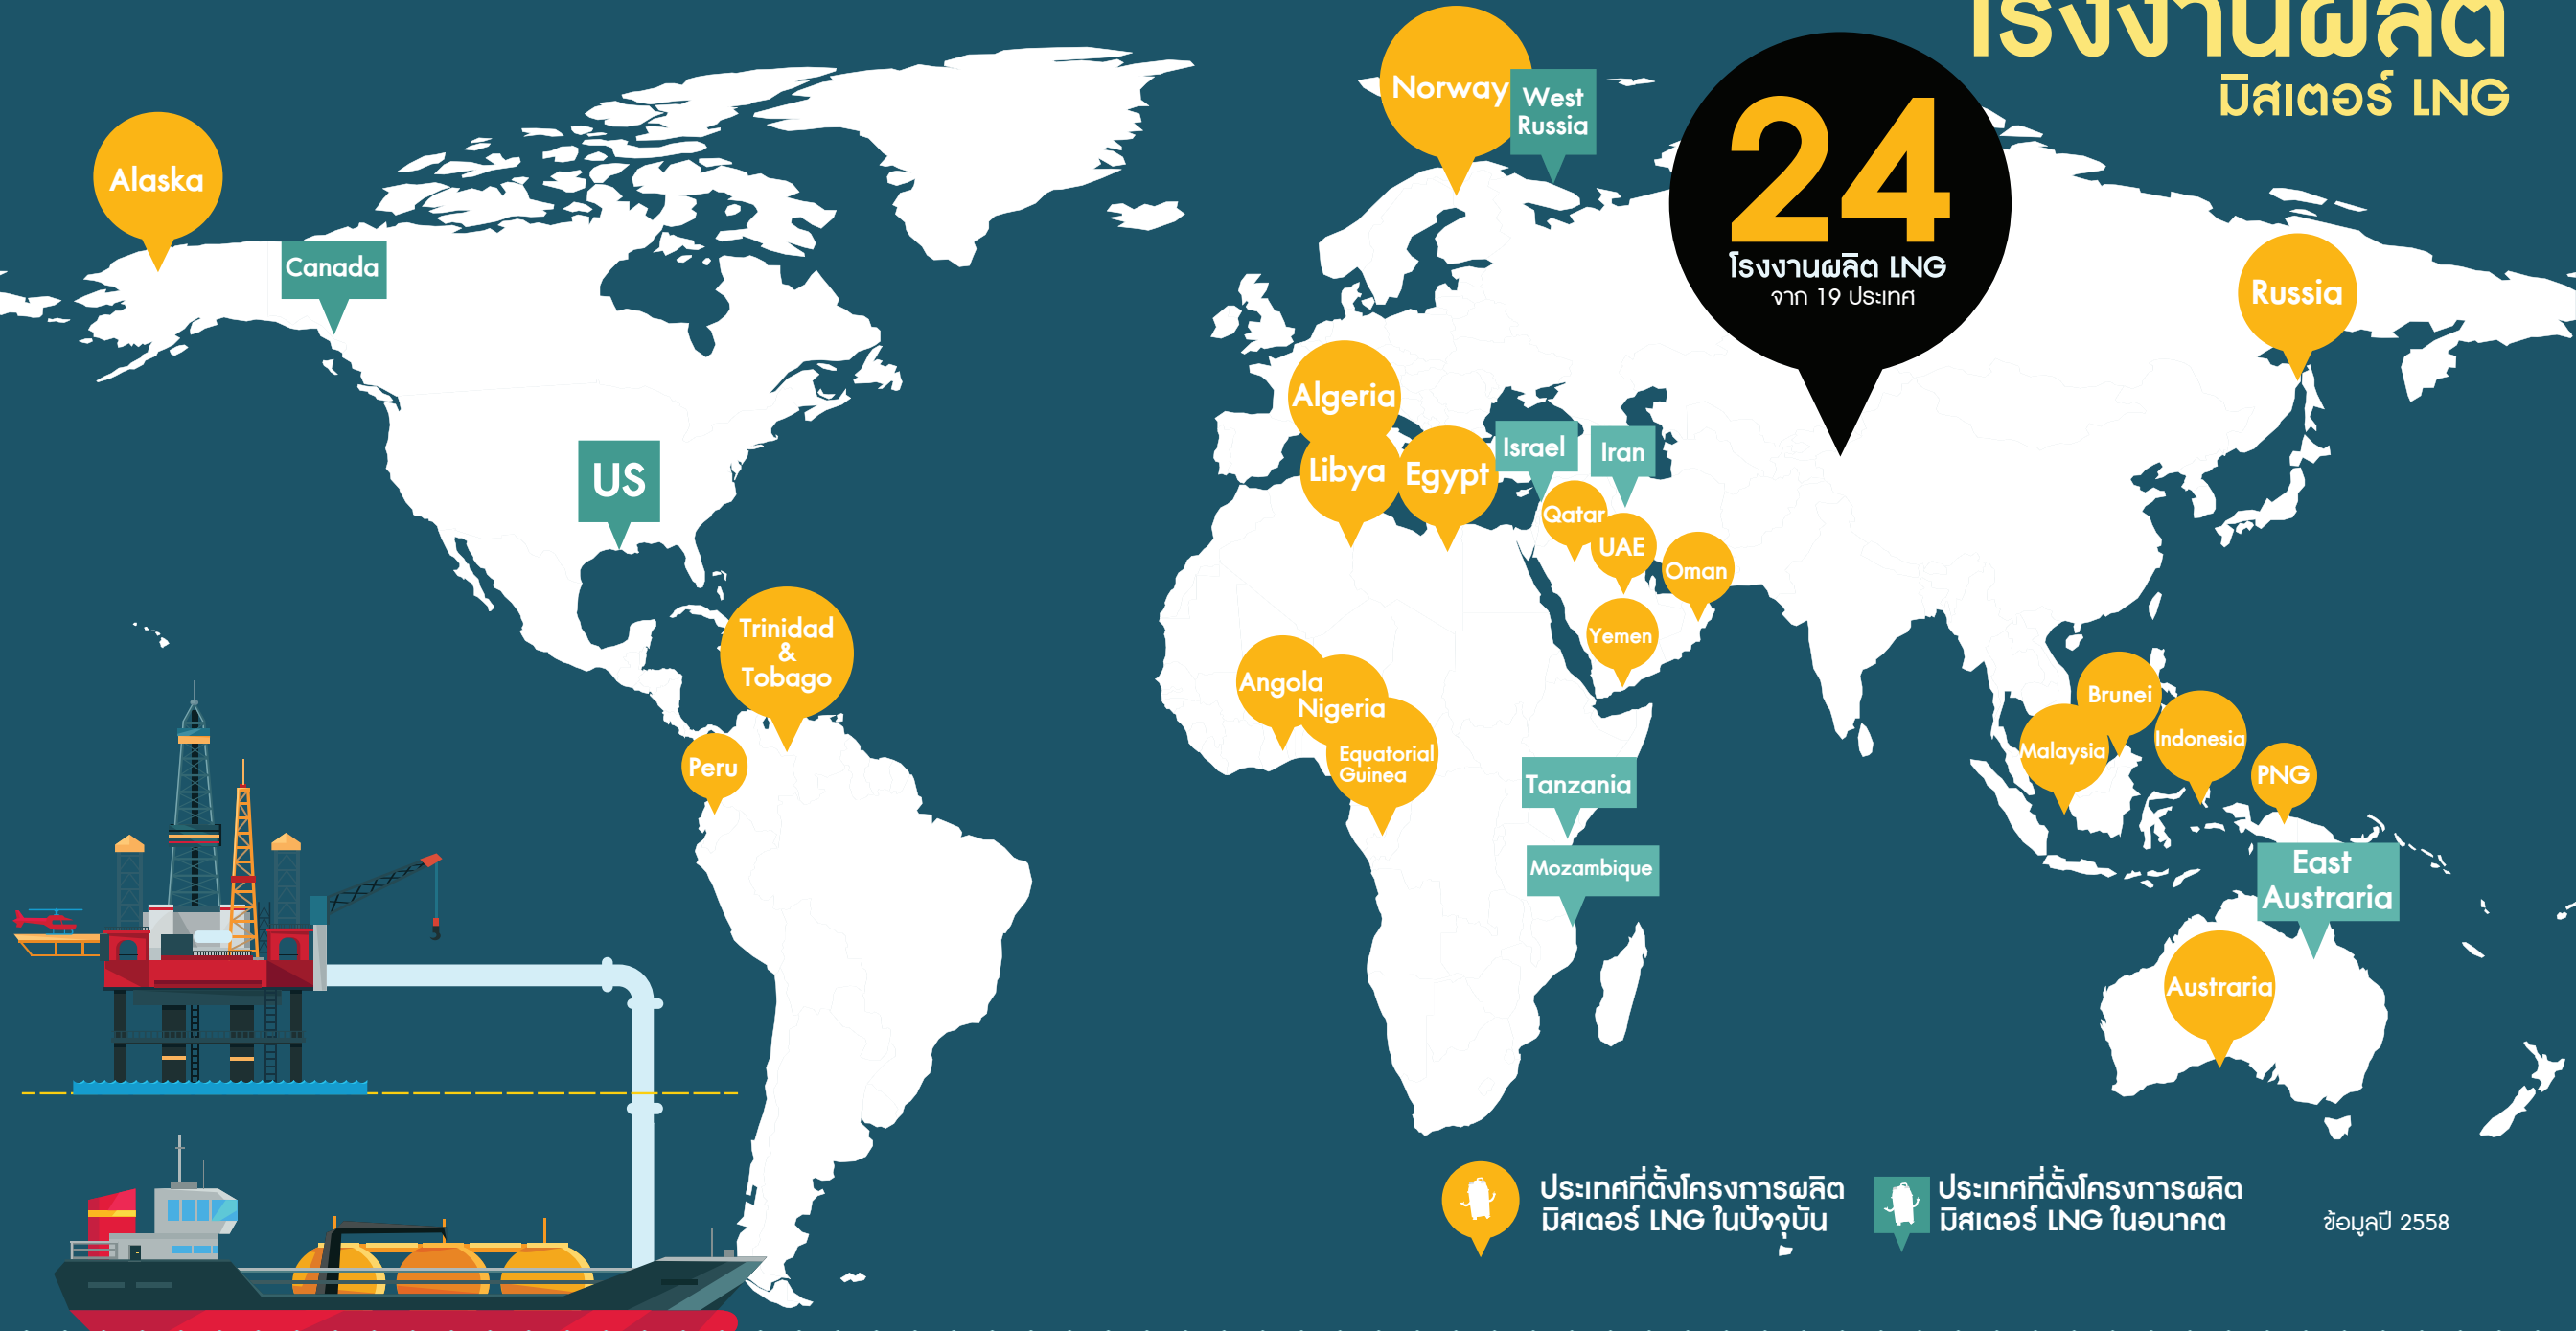 โรงงานผลิต
มิสเตอร์ LNG
24
โรงงานผลิต LNG
จาก 19 ประเทศ
Norway
West
Russia
Alaska
Canada
Russia
US
Algeria
Libya
Egypt
Israel
Iran
Qatar
UAE
Oman
Yemen
Trinidad
&
Tobago
Peru
Angola
Nigeria
Equatorial
Guinea
Tanzania
Mozambique
Brunei
Malaysia
Indonesia
PNG
East
Austraria
Austraria
ประเทศที่ตั้งโครงการผลิต
มิสเตอร์ LNG ในปัจจุบัน
ประเทศที่ตั้งโครงการผลิต
มิสเตอร์ LNG ในอนาคต
ข้อมูลปี 2558